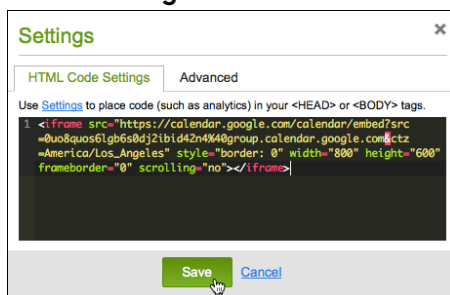 Settings
×
HTML Code Settings Advanced
Use Settings to place code (such as analytics) in your <HEAD> or <BODY> tags.
1 <iframe src="https://calendar.google.com/calendar/embed?src
=0uo8quos6lgb6s0dj2ibid42n4%40group.calendar.google.com&ctz
=America/Los_Angeles" style="border: 0" width="800" height="600"
frameborder="0" scrolling="no"></iframe>
Save Cancel